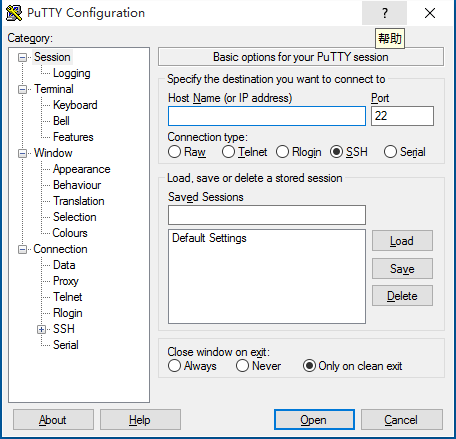 PuTTY Configuration
?
帮助
Category:
Session
Logging
Terminal
Keyboard
Bell
Features
Window
Appearance
Behaviour
Translation
Selection
Colours
Connection
Data
Proxy
Telnet
Rlogin
SSH
Serial
Basic options for your PuTTY session
Specify the destination you want to connect to
Host Name (or IP address) Port
22
Connection type:
Raw Telnet Rlogin SSH Serial
Load, save or delete a stored session
Saved Sessions
Default Settings
Load
Save
Delete
Close window on exit:
Always Never Only on clean exit
About Help Open Cancel